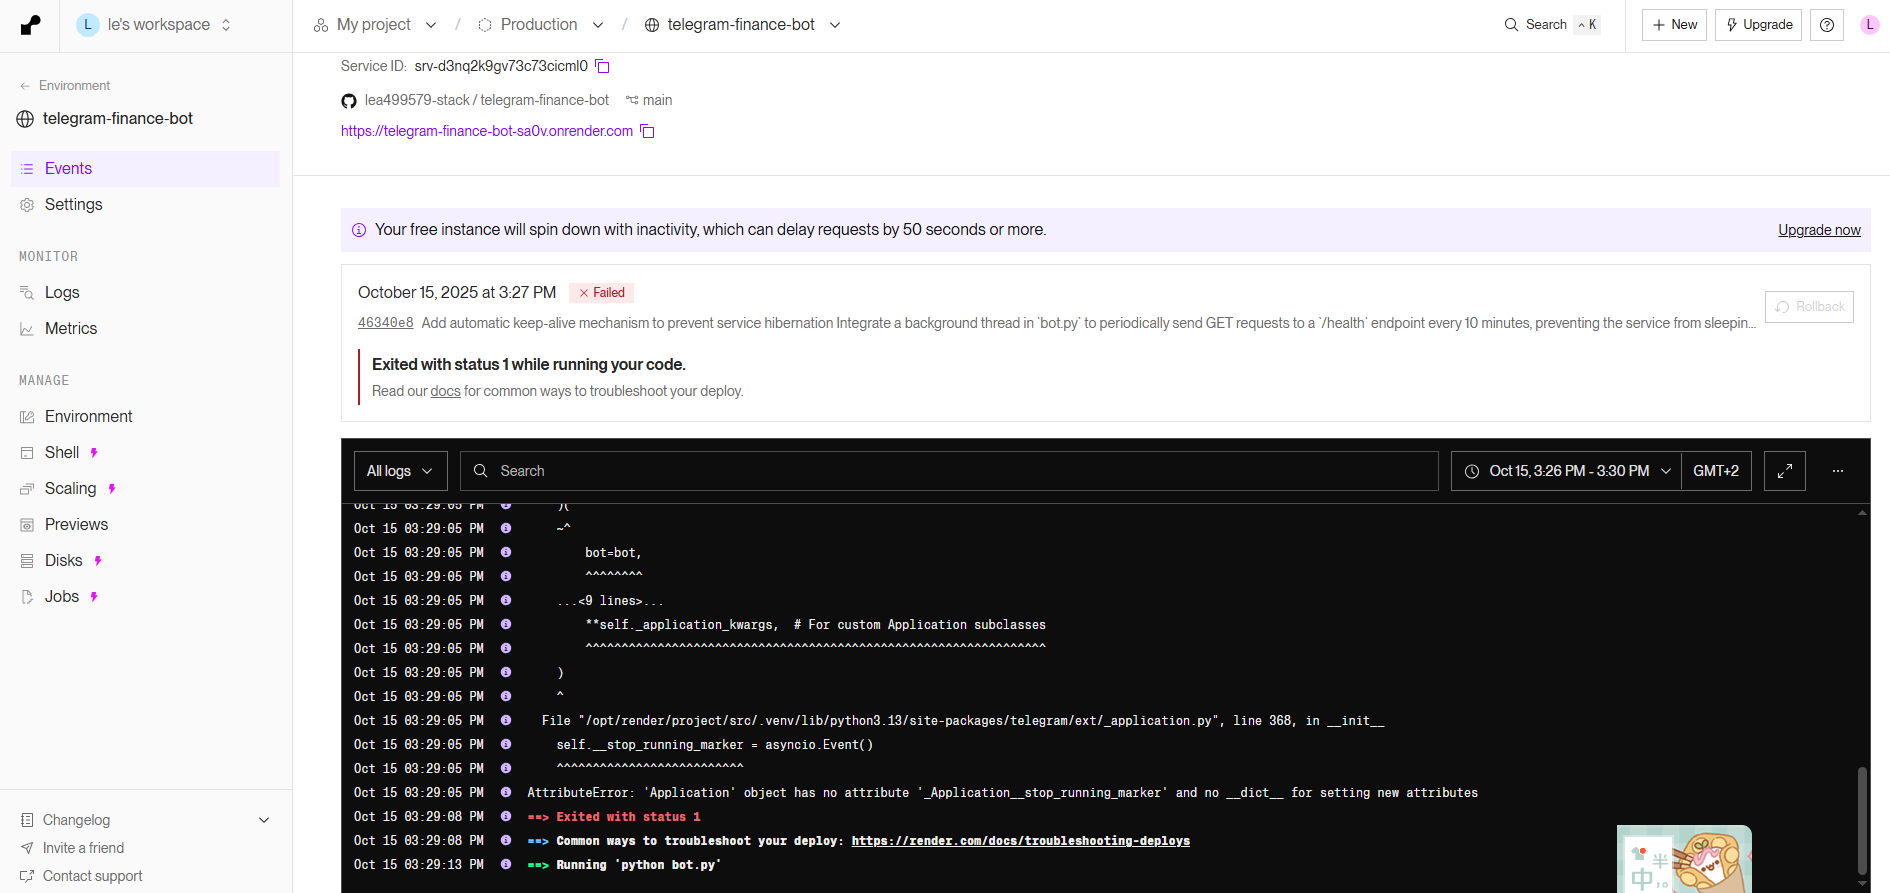 L le's workspace
My project / Production / telegram-finance-bot
Search ^ K
+ New
Upgrade
L
← Environment
telegram-finance-bot
Events
Settings
MONITOR
Logs
Metrics
MANAGE
Environment
Shell
Scaling
Previews
Disks
Jobs
Changelog
Invite a friend
Contact support
Service ID: srv-d3nq2k9gv73c73cicml0
lea499579-stack / telegram-finance-bot main
https://telegram-finance-bot-sa0v.onrender.com
Your free instance will spin down with inactivity, which can delay requests by 50 seconds or more. Upgrade now
October 15, 2025 at 3:27 PM × Failed
Rollback
46340e8 Add automatic keep-alive mechanism to prevent service hibernation Integrate a background thread in `bot.py` to periodically send GET requests to a `/health` endpoint every 10 minutes, preventing the service from sleepin...
Exited with status 1 while running your code.
Read our docs for common ways to troubleshoot your deploy.
All logs Search Oct 15, 3:26 PM - 3:30 PM GMT+2 ...
Oct 15 03:29:05 PM )(
Oct 15 03:29:05 PM ~^
Oct 15 03:29:05 PM bot=bot,
Oct 15 03:29:05 PM ^^^^^^^^
Oct 15 03:29:05 PM ...<9 lines>...
Oct 15 03:29:05 PM **self._application_kwargs, # For custom Application subclasses
Oct 15 03:29:05 PM ^^^^^^^^^^^^^^^^^^^^^^^^^^^^^^^^^^^^^^^^^^^^^^^^^^^^^^^^^^^^^^^^
Oct 15 03:29:05 PM )
Oct 15 03:29:05 PM ^
Oct 15 03:29:05 PM File "/opt/render/project/src/.venv/lib/python3.13/site-packages/telegram/ext/_application.py", line 368, in __init__
Oct 15 03:29:05 PM self.__stop_running_marker = asyncio.Event()
Oct 15 03:29:05 PM ^^^^^^^^^^^^^^^^^^^^^^^^^^
Oct 15 03:29:05 PM AttributeError: 'Application' object has no attribute '_Application__stop_running_marker' and no __dict__ for setting new attributes
Oct 15 03:29:08 PM ==> Exited with status 1
Oct 15 03:29:08 PM ==> Common ways to troubleshoot your deploy: https://render.com/docs/troubleshooting-deploys
Oct 15 03:29:13 PM ==> Running 'python bot.py'
半
中